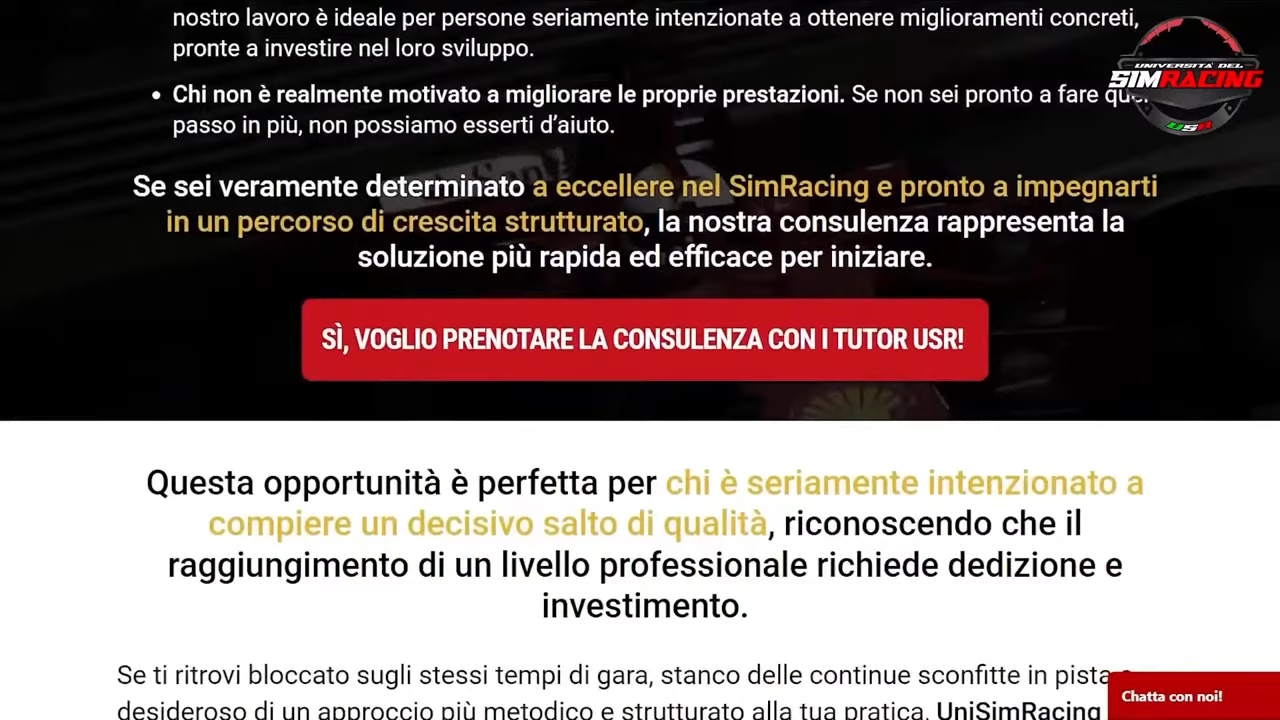 nostro lavoro è ideale per persone seriamente intenzionate a ottenere miglioramenti concreti,
pronte a investire nel loro sviluppo.
UNIVERSITÀ DEL
SIMRACING
USR
• Chi non è realmente motivato a migliorare le proprie prestazioni. Se non sei pronto a fare
passo in più, non possiamo esserti d’aiuto.
Se sei veramente determinato a eccellere nel SimRacing e pronto a impegnarti
in un percorso di crescita strutturato, la nostra consulenza rappresenta la
soluzione più rapida ed efficace per iniziare.
SÌ, VOGLIO PRENOTARE LA CONSULENZA CON I TUTOR USR!
Questa opportunità è perfetta per chi è seriamente intenzionato a
compiere un decisivo salto di qualità, riconoscendo che il
raggiungimento di un livello professionale richiede dedizione e
investimento.
Se ti ritrovi bloccato sugli stessi tempi di gara, stanco delle continue sconfitte in pista
desideroso di un approccio più metodico e strutturato alla tua pratica, UniSimRacing
Chatta con noi!